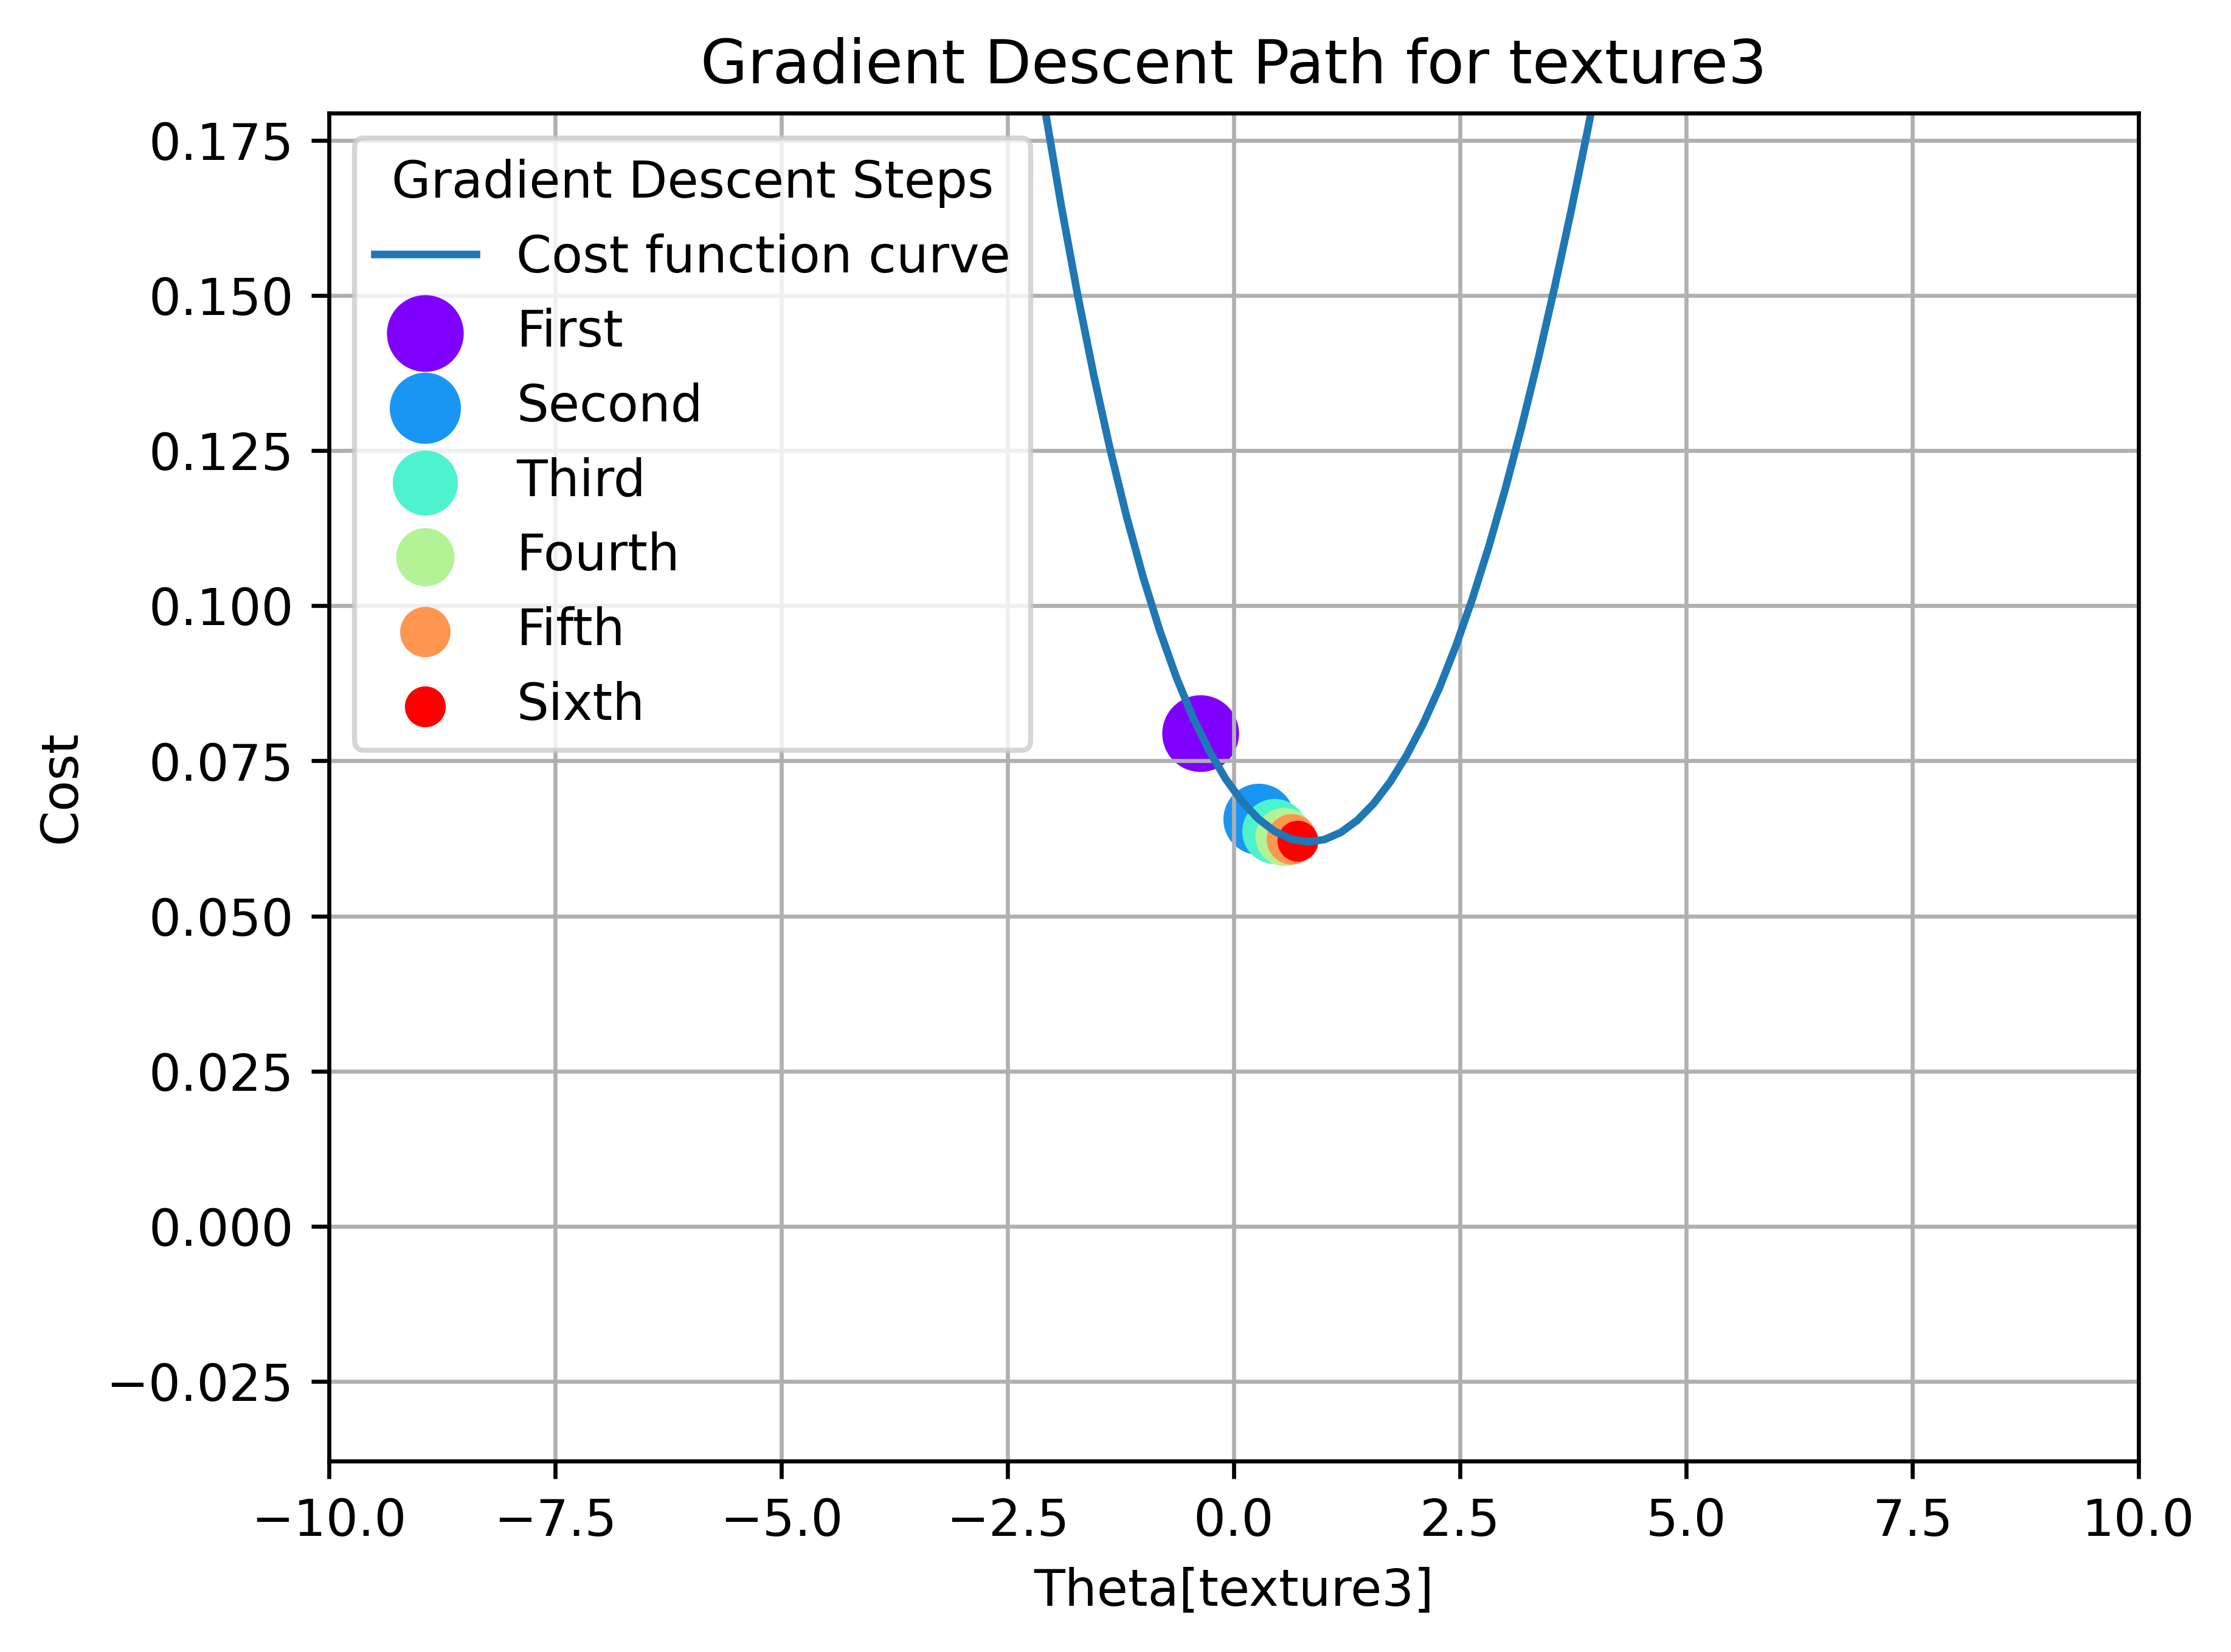 Gradient Descent Path for texture3
0.175
0.150
0.125
0.100
0.075
0.050
0.025
0.000
−0.025
Cost
Gradient Descent Steps
Cost function curve
First
Second
Third
Fourth
Fifth
Sixth
−10.0 −7.5 −5.0 −2.5 0.0 2.5 5.0 7.5 10.0
Theta[texture3]